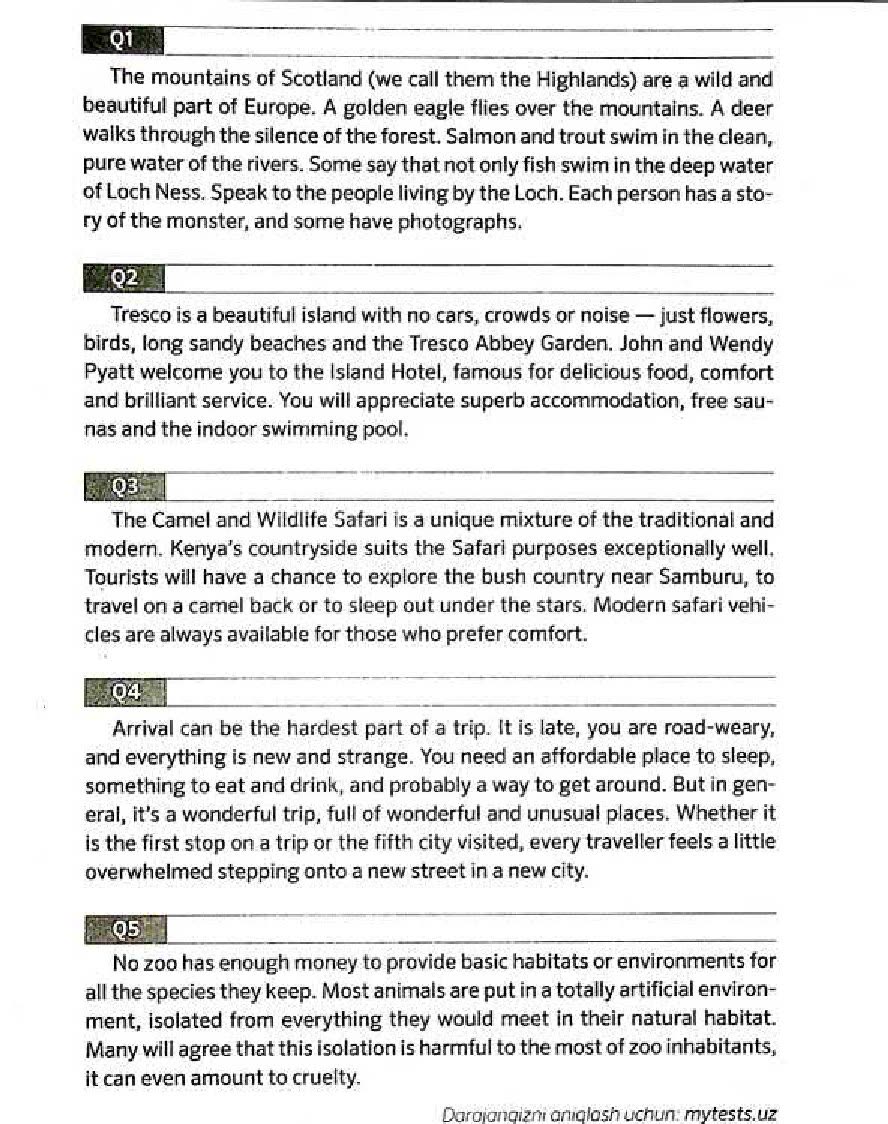 Q1
The mountains of Scotland (we call them the Highlands) are a wild and
beautiful part of Europe. A golden eagle flies over the mountains. A deer
walks through the silence of the forest. Salmon and trout swim in the clean,
pure water of the rivers. Some say that not only fish swim in the deep water
of Loch Ness. Speak to the people living by the Loch. Each person has a sto-
ry of the monster, and some have photographs.
Q2
Tresco is a beautiful island with no cars, crowds or noise — just flowers,
birds, long sandy beaches and the Tresco Abbey Garden. John and Wendy
Pyatt welcome you to the Island Hotel, famous for delicious food, comfort
and brilliant service. You will appreciate superb accommodation, free sau-
nas and the indoor swimming pool.
Q3
The Camel and Wildlife Safari is a unique mixture of the traditional and
modern. Kenya's countryside suits the Safari purposes exceptionally well.
Tourists will have a chance to explore the bush country near Samburu, to
travel on a camel back or to sleep out under the stars. Modern safari vehi-
cles are always available for those who prefer comfort.
Q4
Arrival can be the hardest part of a trip. It is late, you are road-weary,
and everything is new and strange. You need an affordable place to sleep,
something to eat and drink, and probably a way to get around. But in gen-
eral, it's a wonderful trip, full of wonderful and unusual places. Whether it
is the first stop on a trip or the fifth city visited, every traveller feels a little
overwhelmed stepping onto a new street in a new city.
Q5
No zoo has enough money to provide basic habitats or environments for
all the species they keep. Most animals are put in a totally artificial environ-
ment, isolated from everything they would meet in their natural habitat.
Many will agree that this isolation is harmful to the most of zoo inhabitants,
it can even amount to cruelty.
Darajangizni aniqlash uchun: mytests.uz